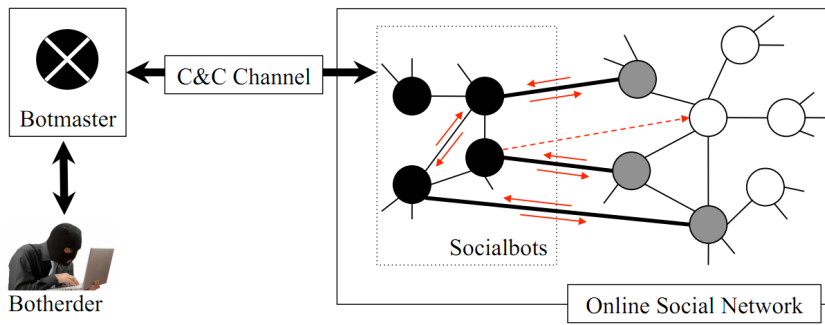 Botmaster
C&C Channel
Botherder
Socialbots
Online Social Network